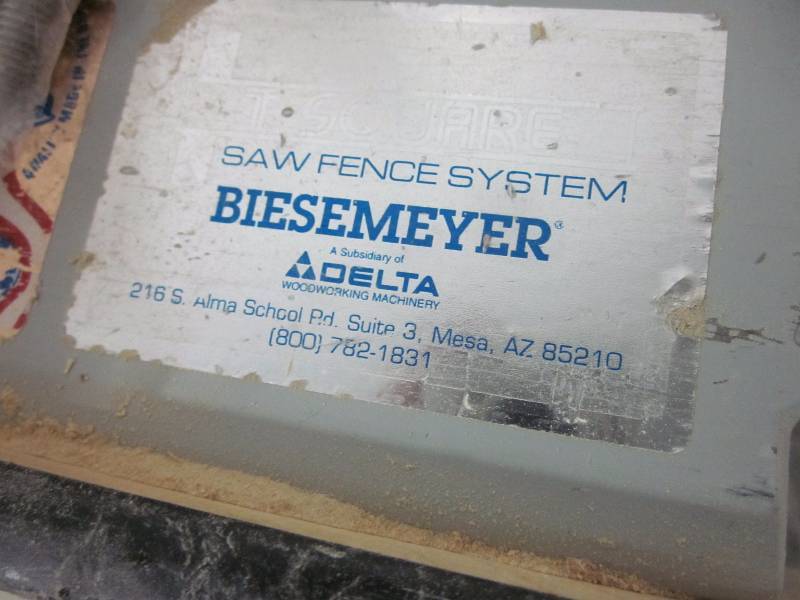 T SQUARE
SAW FENCE SYSTEM
BIESEMEYER®
A Subsidiary of
DELTA
WOODWORKING MACHINERY
216 S. Alma School Rd. Suite 3, Mesa, AZ 85210
(800) 782-1831